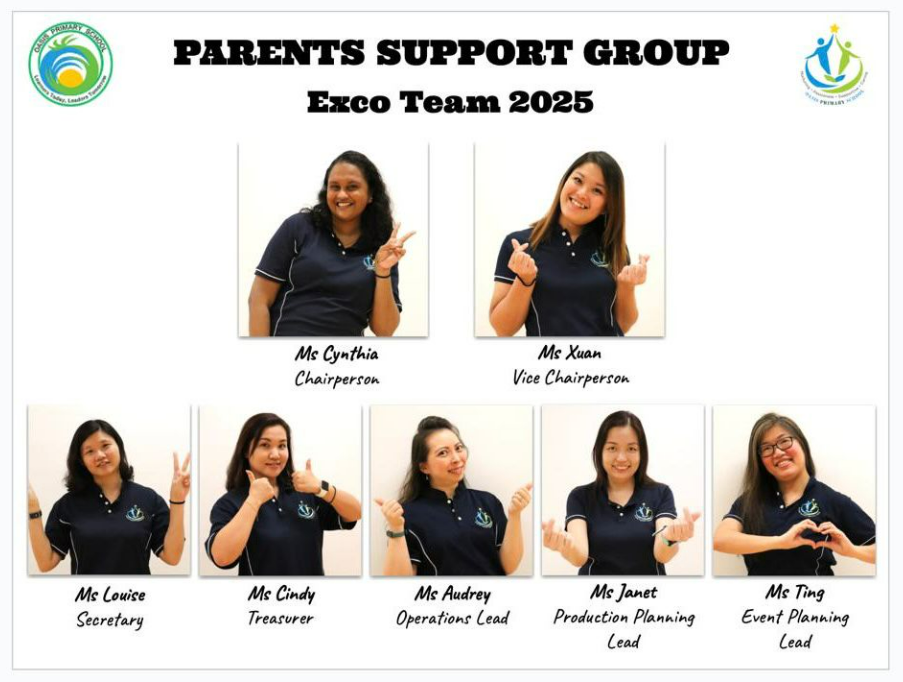 OASIS PRIMARY SCHOOL
Learners Today, Leaders Tomorrow
PARENTS SUPPORT GROUP
Exco Team 2025
OASIS PRIMARY SCHOOL
Ms Cynthia
Chairperson
Ms Xuan
Vice Chairperson
Ms Louise
Secretary
Ms Cindy
Treasurer
Ms Audrey
Operations Lead
Ms Janet
Production Planning
Lead
Ms Ting
Event Planning
Lead